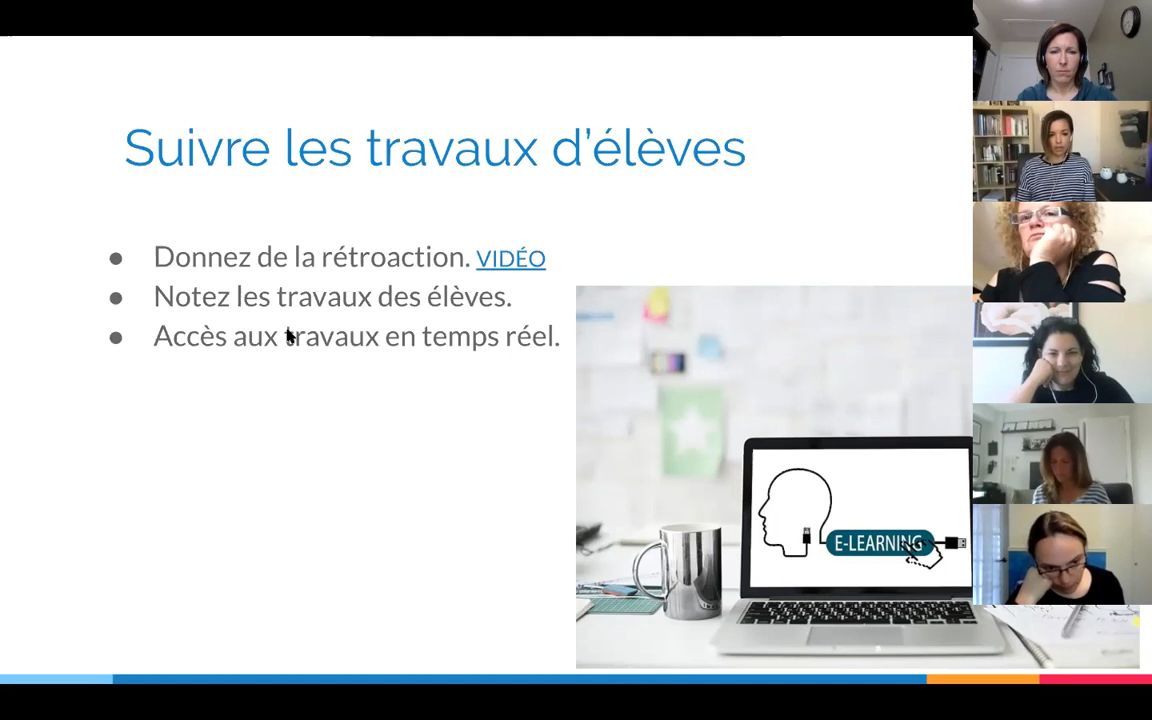 Suivre les travaux d’élèves
● Donnez de la rétroaction. VIDÉO
● Notez les travaux des élèves.
● Accès aux travaux en temps réel.
E-LEARNING